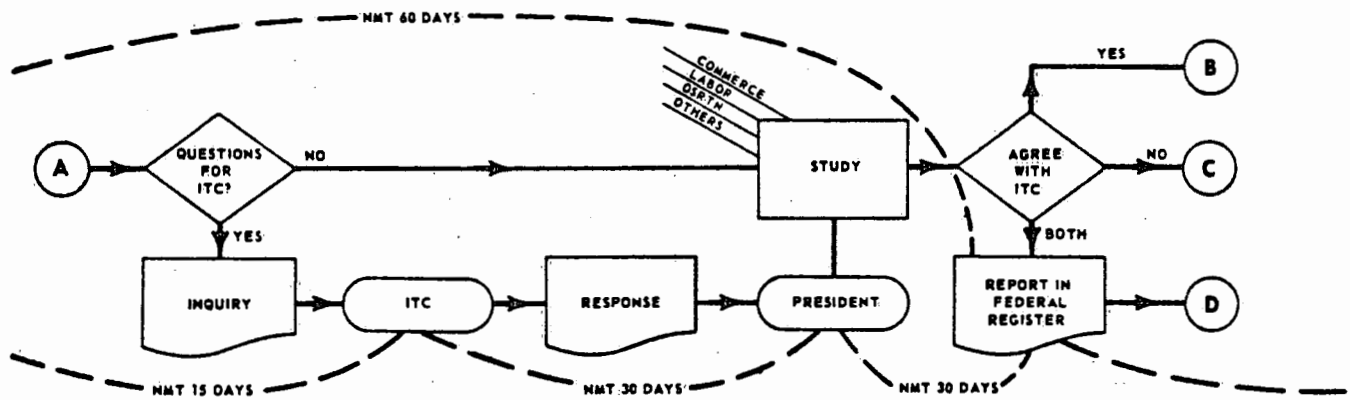 NMT 60 DAYS
COMMERCE
LABOR
OSRTN
OTHERS
YES
B
A
QUESTIONS
FOR
ITC?
NO
STUDY
AGREE
WITH
ITC
NO
C
YES
BOTH
INQUIRY
ITC
RESPONSE
PRESIDENT
REPORT IN
FEDERAL
REGISTER
D
NMT 15 DAYS
NMT 30 DAYS
NMT 30 DAYS